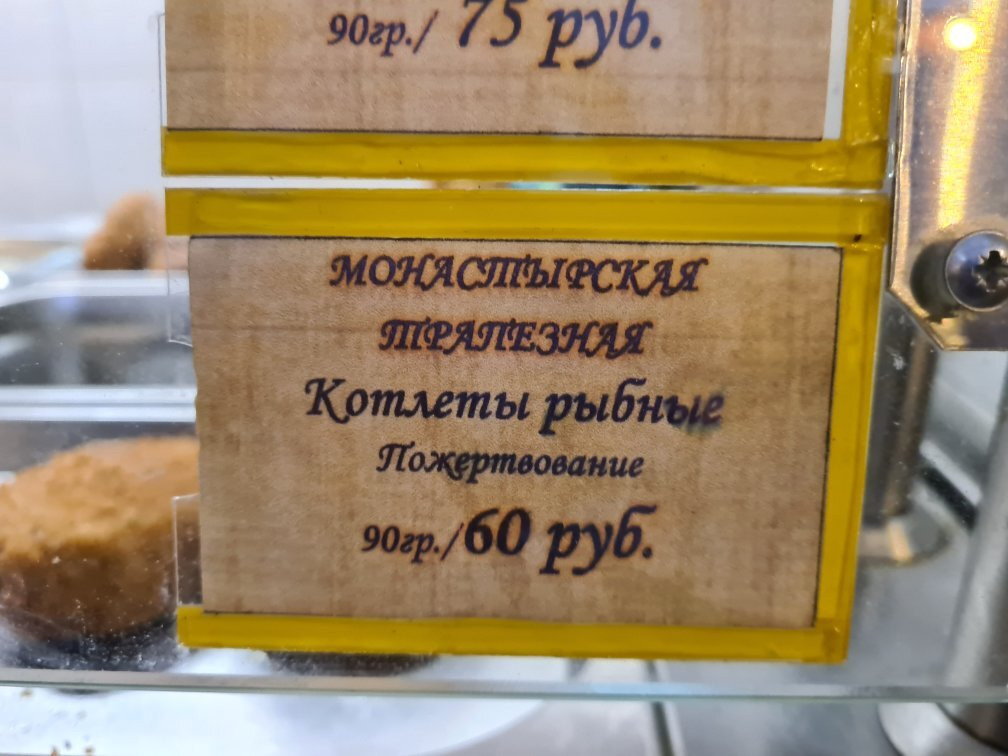 90гр./ 75 руб.
МОНАСТЫРСКАЯ
ТРАПЕЗНАЯ
Котлеты рыбные
Пожертвование
90гр./60 руб.